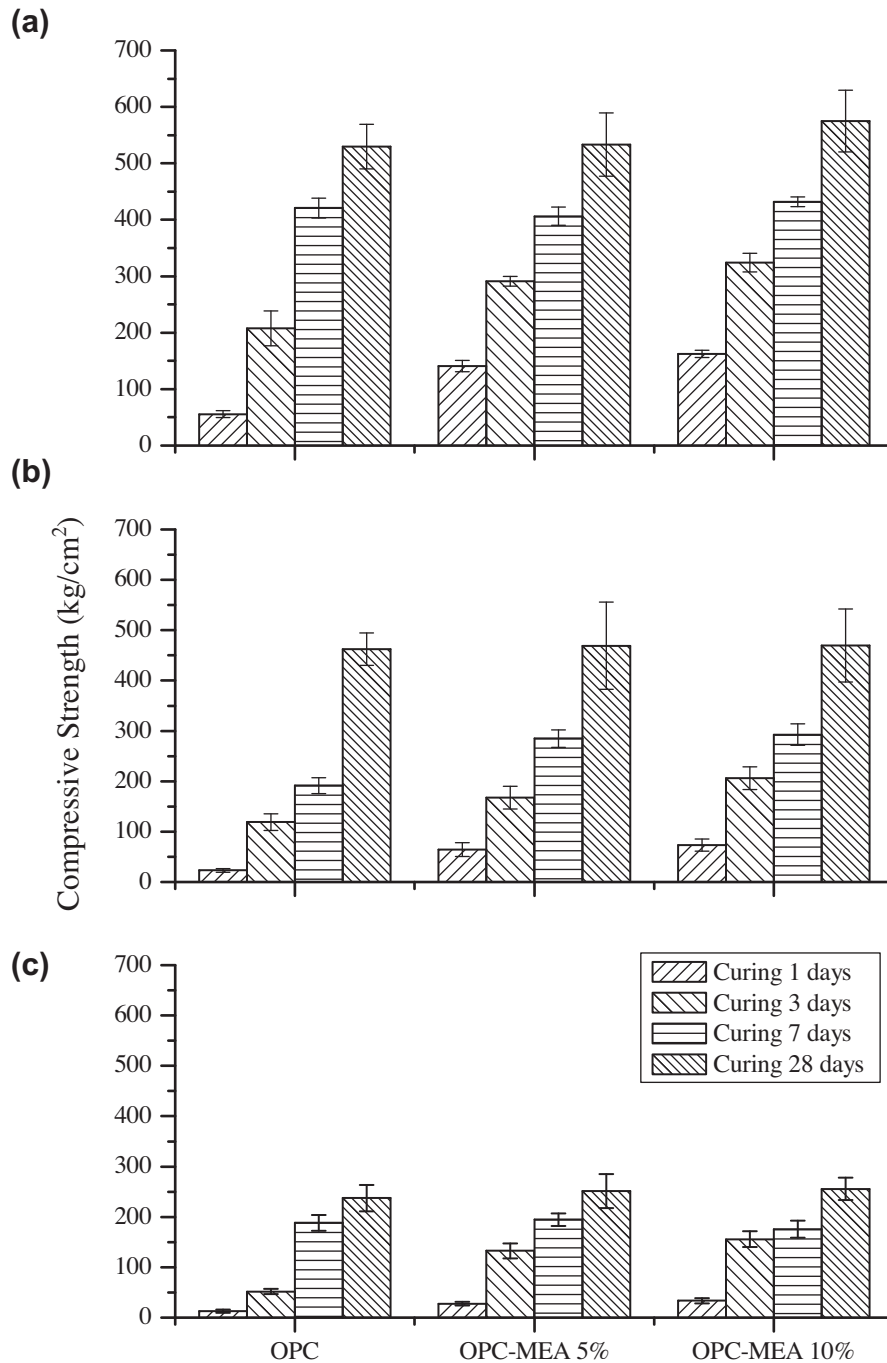 (a)
700
600
500
400
300
200
100
0
(b)
Compressive Strength (kg/cm²)
700
600
500
400
300
200
100
0
(c)
700
600
500
400
300
200
100
0
Curing 1 days
Curing 3 days
Curing 7 days
Curing 28 days
OPC OPC-MEA 5% OPC-MEA 10%